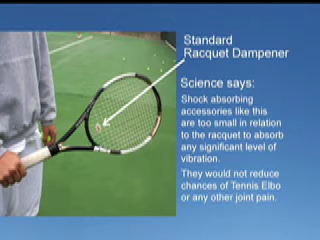 Standard
Racquet Dampener
Science says:
Shock absorbing
accessories like this
are too small in relation
to the racquet to absorb
any significant level of
vibration.
They would not reduce
chances of Tennis Elbo
or any other joint pain.